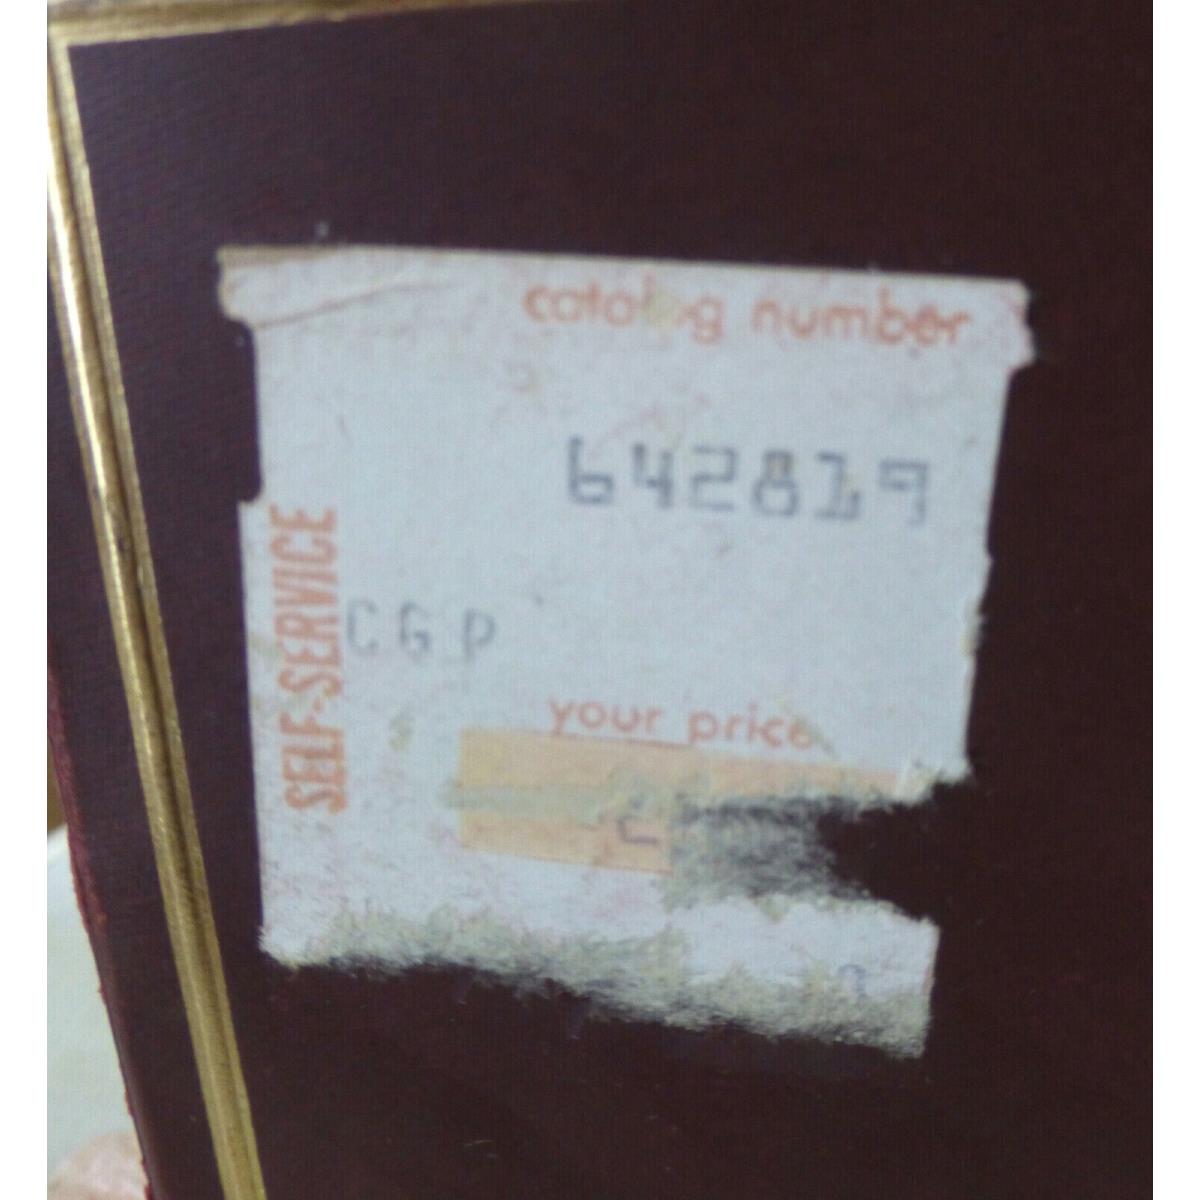 catalog number
642819
SELF-SERVICE
CGP
your price